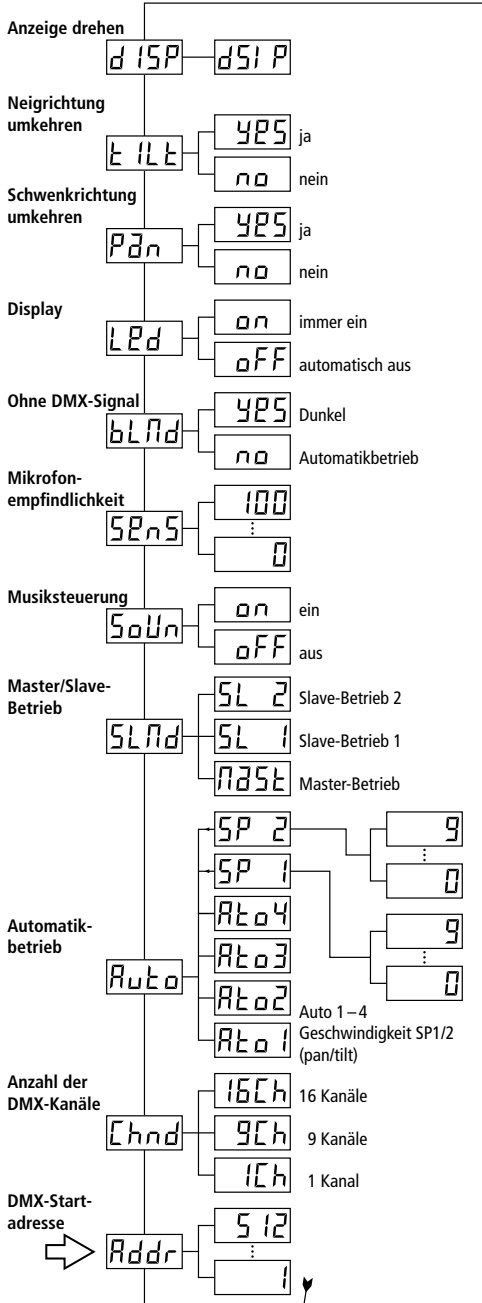 Anzeige drehen
dISP
dSI P
Neigrichtung
umkehren
tILt
YES
ja
no
nein
Schwenkrichtung
umkehren
PAn
YES
ja
no
nein
Display
LEd
on
immer ein
oFF
automatisch aus
Ohne DMX-Signal
bLMd
YES
Dunkel
no
Automatikbetrieb
Mikrofon-
empfindlichkeit
SEnS
100
0
Musiksteuerung
SoUn
on
ein
oFF
aus
Master/Slave-
Betrieb
SLMd
SL 2
Slave-Betrieb 2
SL 1
Slave-Betrieb 1
MASt
Master-Betrieb
Automatik-
betrieb
Auto
SP 2
9
0
SP 1
9
0
Ato4
Ato3
Ato2
Ato1
Auto 1–4
Geschwindigkeit SP1/2
(pan/tilt)
Anzahl der
DMX-Kanäle
Chnd
16Ch
16 Kanäle
9Ch
9 Kanäle
1Ch
1 Kanal
DMX-Start-
adresse
Addr
512
1